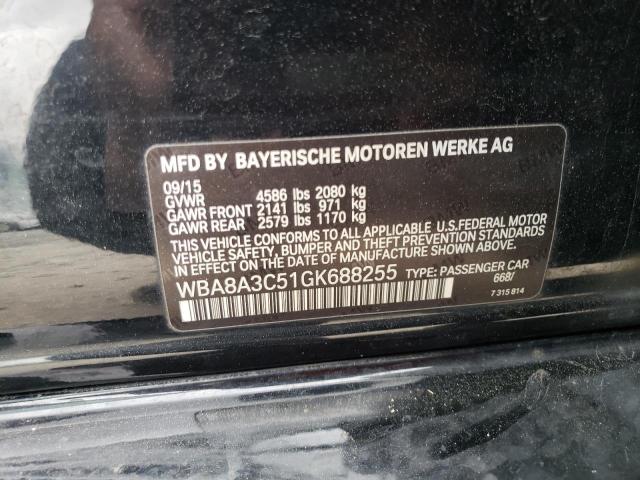 MFD BY BAYERISCHE MOTOREN WERKE AG
09/15
GVWR 4586 lbs 2080 kg
GAWR FRONT 2141 lbs 971 kg
GAWR REAR 2579 lbs 1170 kg
THIS VEHICLE CONFORMS TO ALL APPLICABLE U.S.FEDERAL MOTOR
VEHICLE SAFETY, BUMPER AND THEFT PREVENTION
STANDARDS IN EFFECT ON THE DATE OF MANUFACTURE SHOWN ABOVE.
WBA8A3C51GK688255 TYPE: PASSENGER CAR
668/
7 315 814